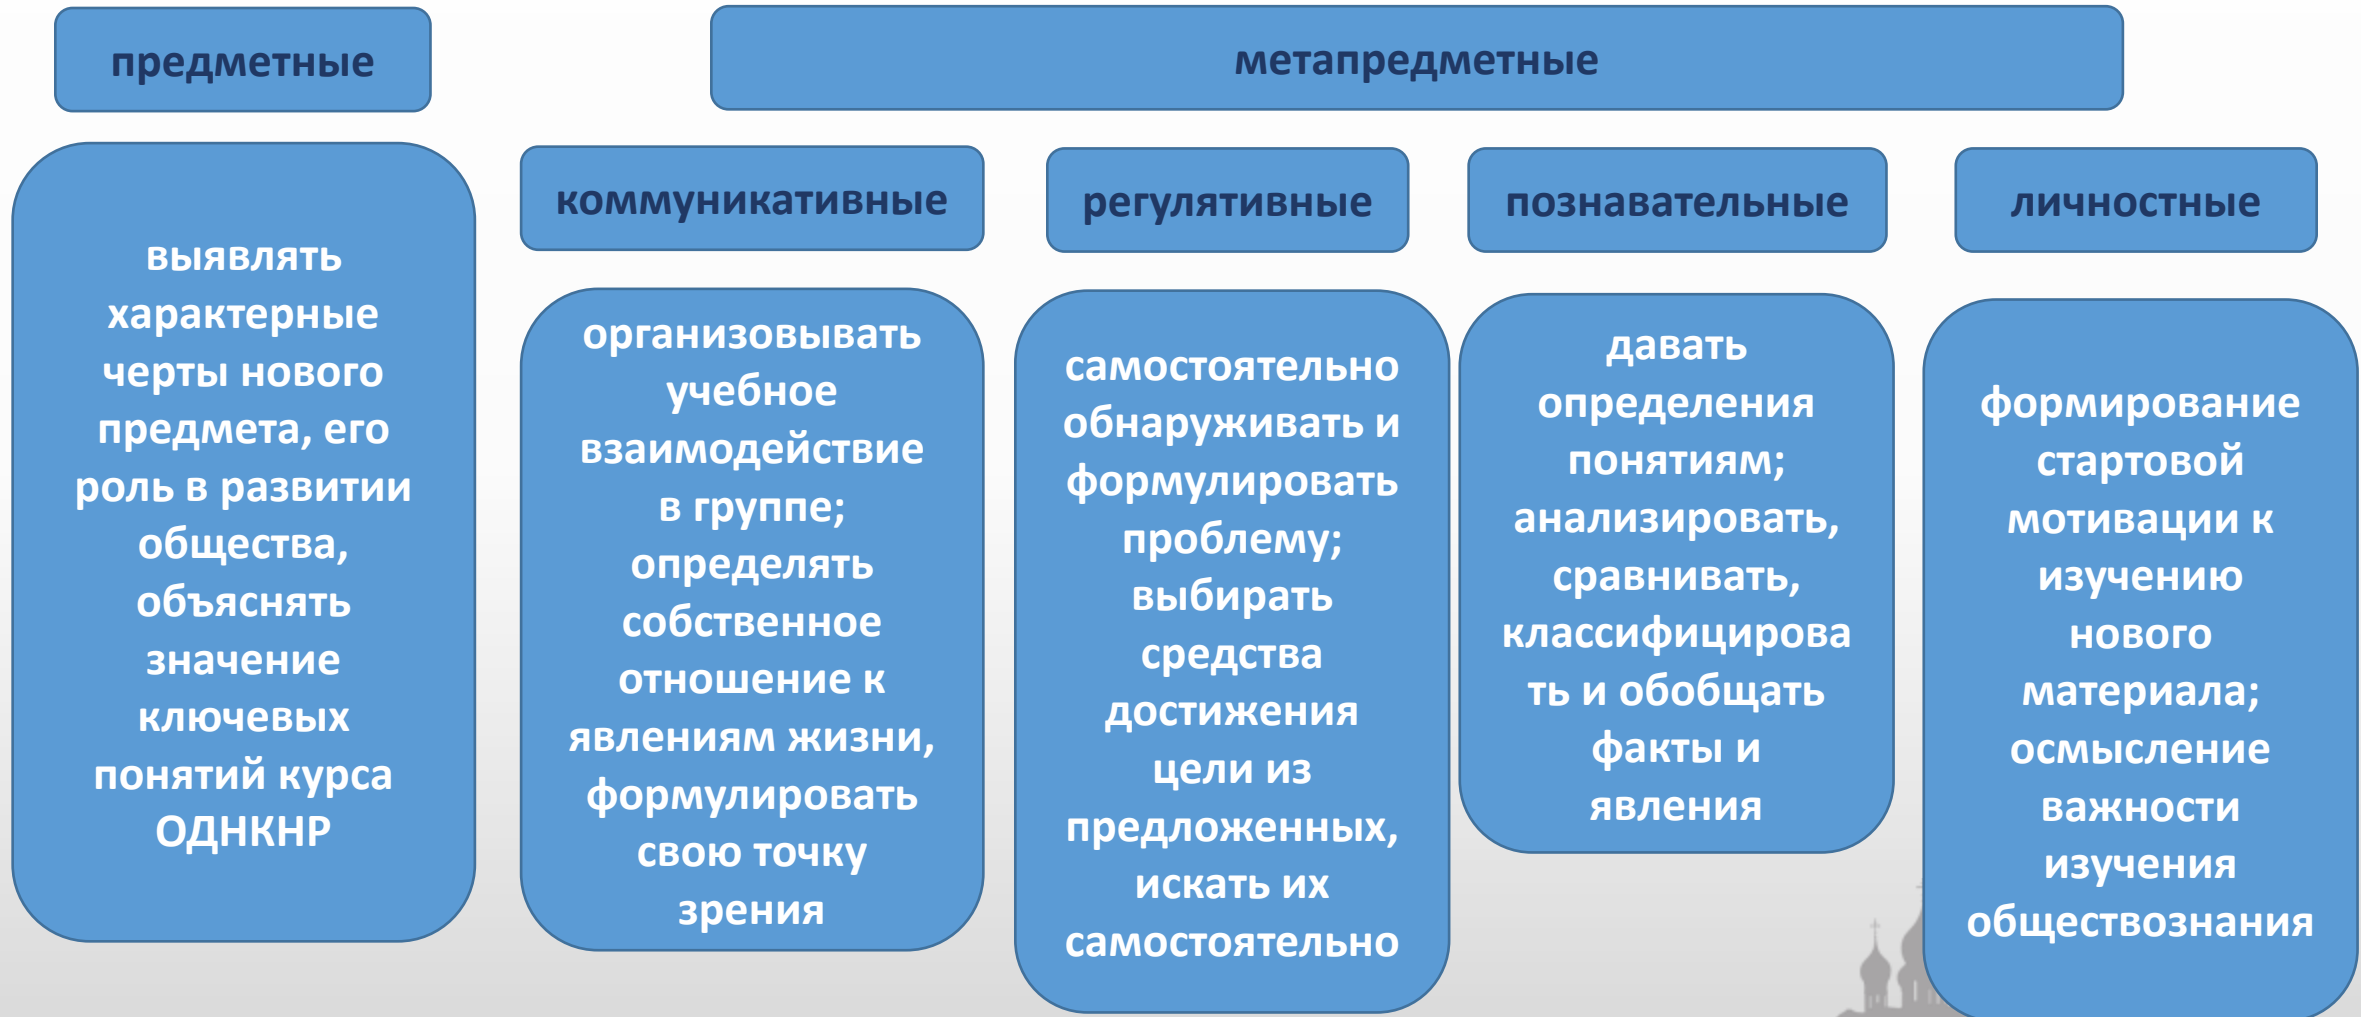 предметные
метапредметные
выявлять
характерные
черты нового
предмета, его
роль в развитии
общества,
объяснять
значение
ключевых
понятий курса
ОДНКНР
коммуникативные
организовывать
учебное
взаимодействие
в группе;
определять
собственное
отношение к
явлениям жизни,
формулировать
свою точку
зрения
регулятивные
самостоятельно
обнаруживать и
формулировать
проблему;
выбирать
средства
достижения
цели из
предложенных,
искать их
самостоятельно
познавательные
давать
определения
понятиям;
анализировать,
сравнивать,
классифицирова
ть и обобщать
факты и
явления
личностные
формирование
стартовой
мотивации к
изучению
нового
материала;
осмысление
важности
изучения
обществознания